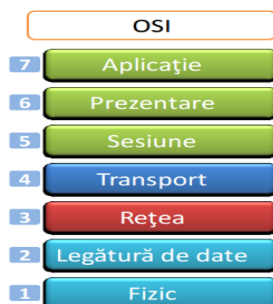 OSI
7 Aplicaţie
6 Prezentare
5 Sesiune
4 Transport
3 Reţea
2 Legătură de date
1 Fizic